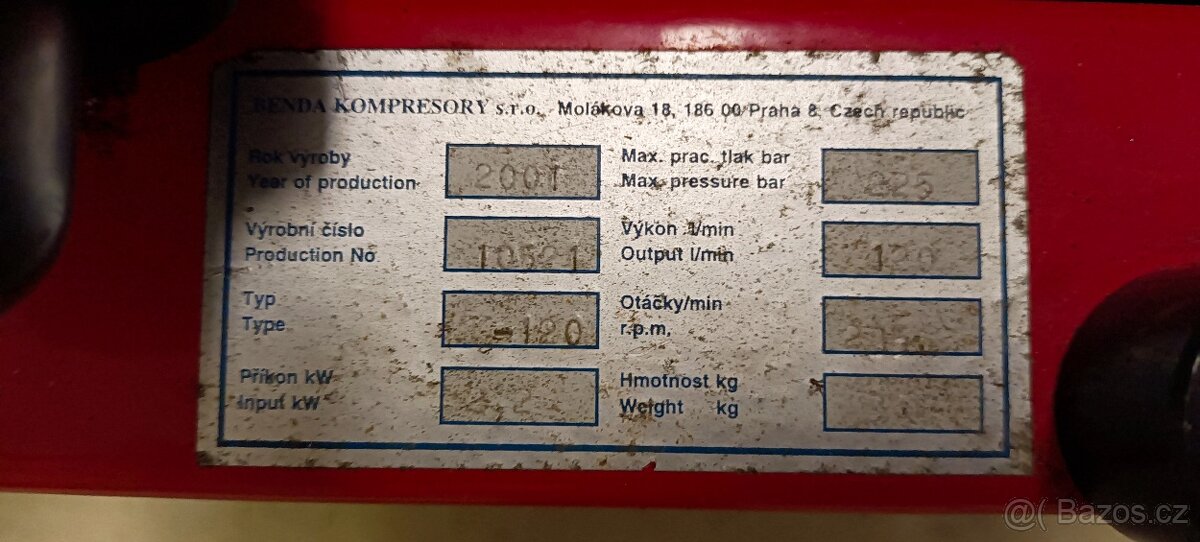 BENDA KOMPRESORY s.r.o. Molákova 18, 186 00 Praha 8, Czech republic
Rok výroby
Year of production 2001
Max. prac. tlak bar
Max. pressure bar 225
Výrobní číslo
Production No 10521
Výkon l/min
Output l/min 120
Typ
Type -120
Otáčky/min
r.p.m.
Příkon kW
Input kW
Hmotnost kg
Weight kg
@( Bazos.cz